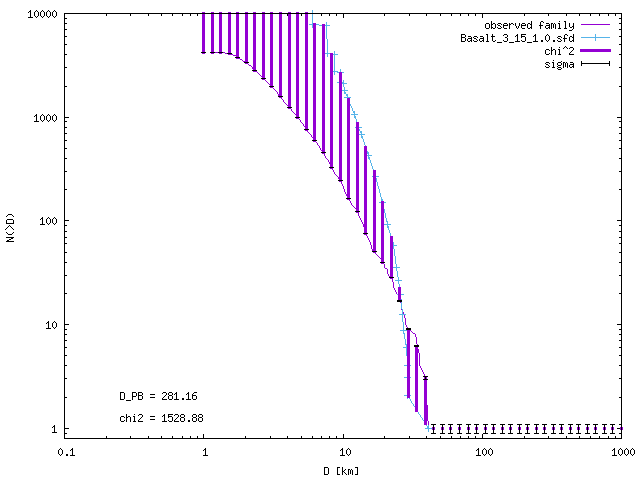 10000
1000
100
10
1
N(>D)
observed family
Basalt_3_15_1.0.sfd
chi^2
sigma
D_PB = 281.16
chi2 = 1528.88
0.1 1 10 100 1000
D [km]